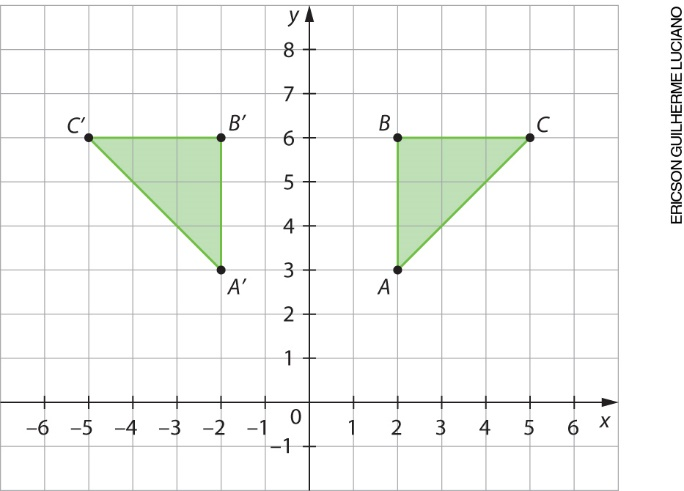 y
8
7
C′ B′ B C
6
5
4
3
A′ A
2
1
0
–6 –5 –4 –3 –2 –1 1 2 3 4 5 6 x
–1
ERICSON GUILHERME LUCIANO